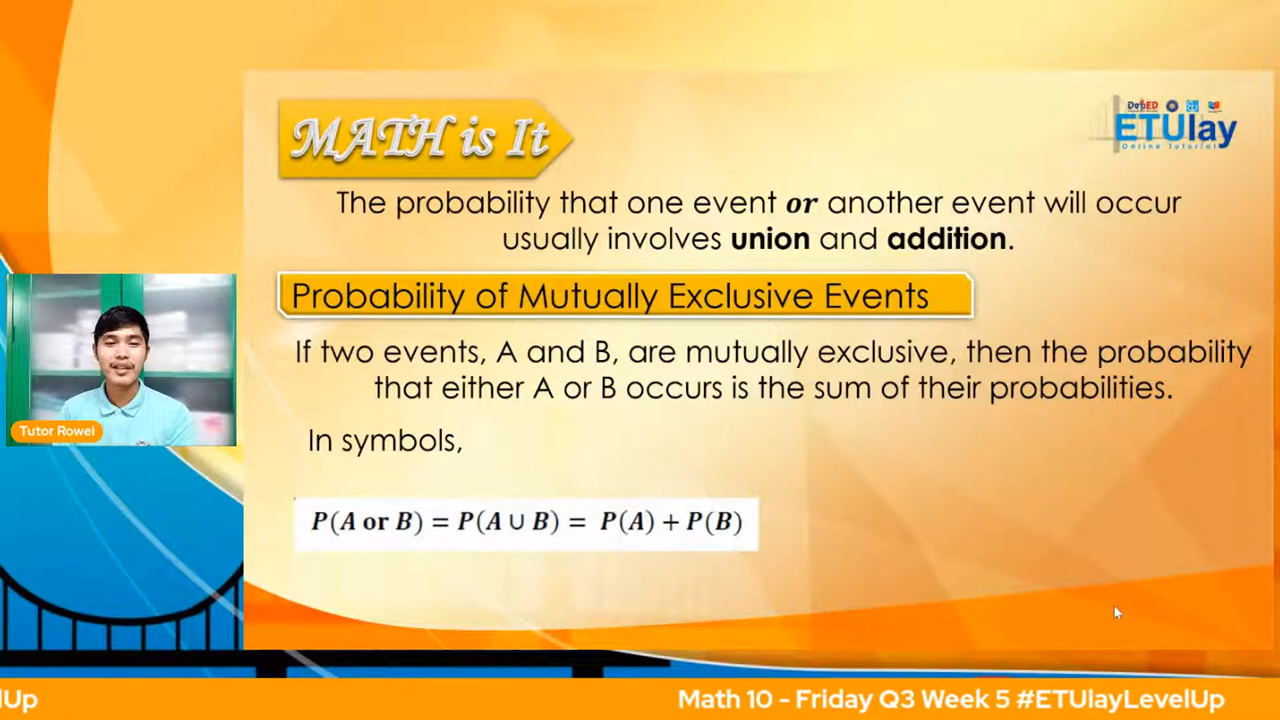 MATH is It
DepED
ETUlay
Online Tutorial
The probability that one event or another event will occur
usually involves union and addition.
Probability of Mutually Exclusive Events
If two events, A and B, are mutually exclusive, then the probability
that either A or B occurs is the sum of their probabilities.
In symbols,
P(A or B) = P(A ∪ B) = P(A) + P(B)
Tutor Rowel
lUp
Math 10 - Friday Q3 Week 5 #ETUlayLevelUp